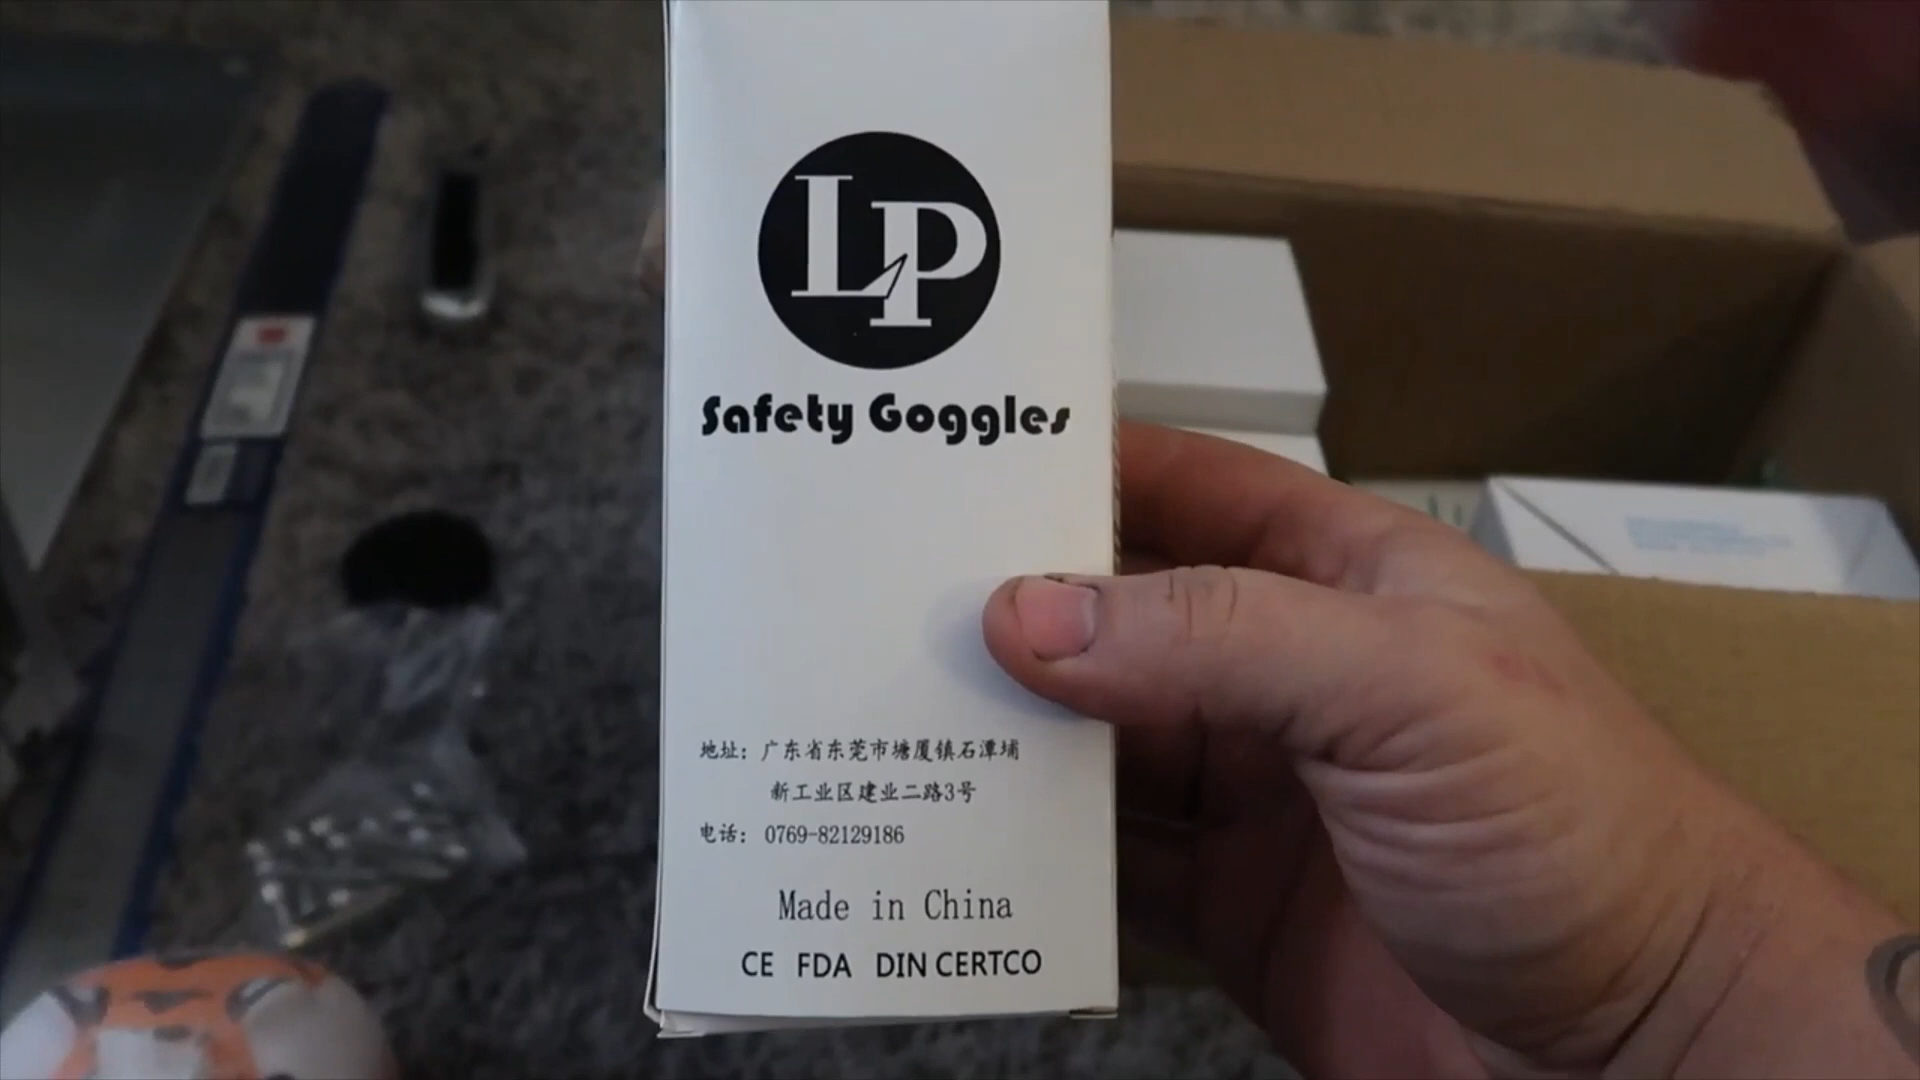 LP
Safety Goggles
地址：广东省东莞市塘厦镇石潭埔
新工业区建业二路3号
电话：0769-82129186
Made in China
CE FDA DIN CERTCO